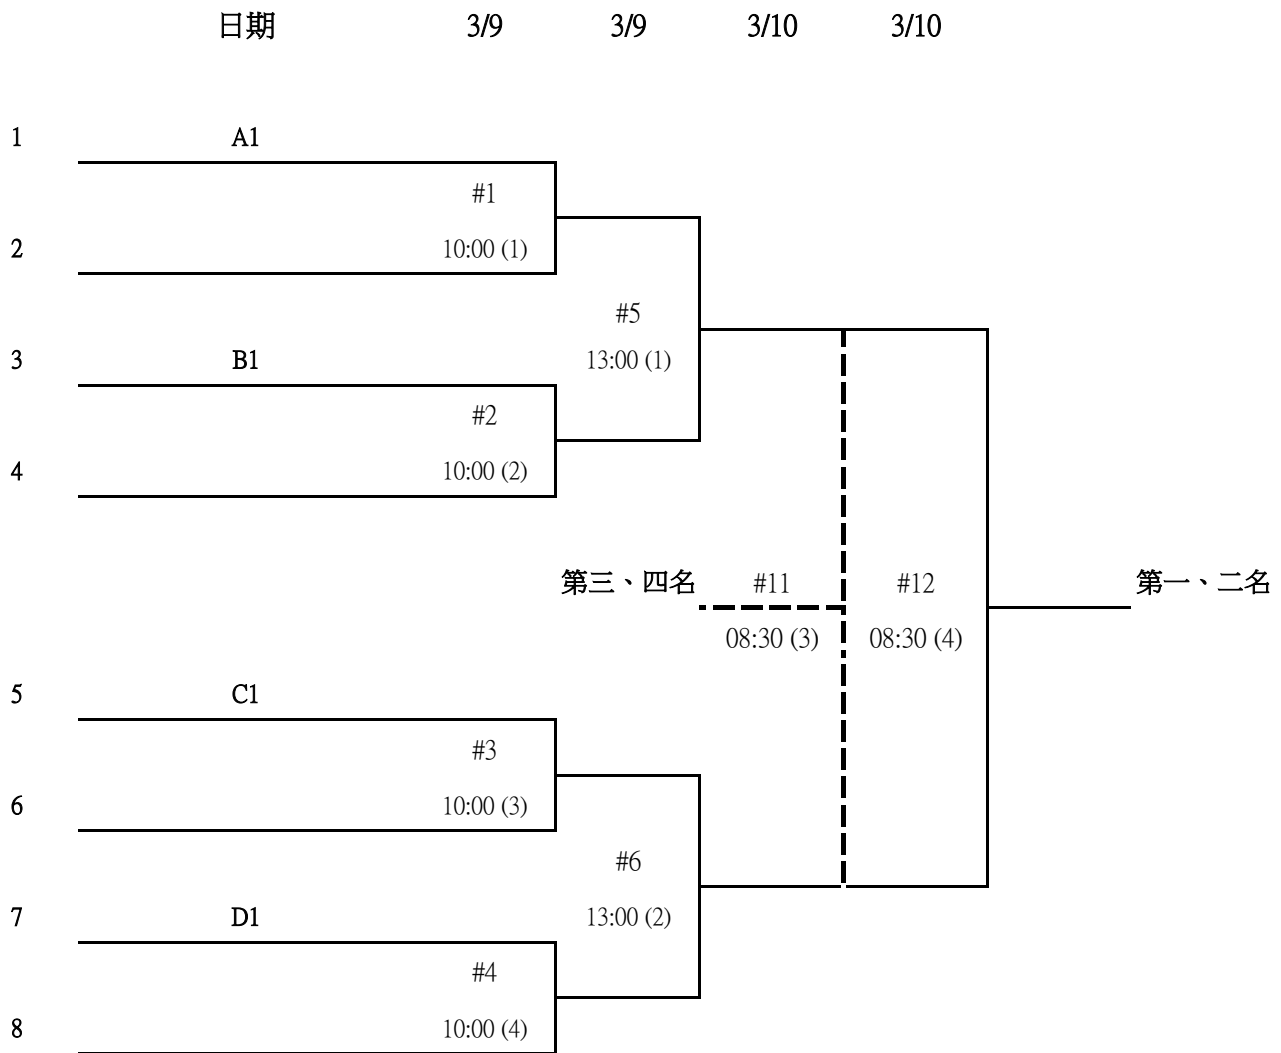 日期 3/9 3/9 3/10 3/10
1 A1
#1
2 10:00 (1)
#5
3 B1 13:00 (1)
#2
4 10:00 (2)
第三、四名 #11 #12 第一、二名
08:30 (3) 08:30 (4)
5 C1
#3
6 10:00 (3)
#6
7 D1 13:00 (2)
#4
8 10:00 (4)